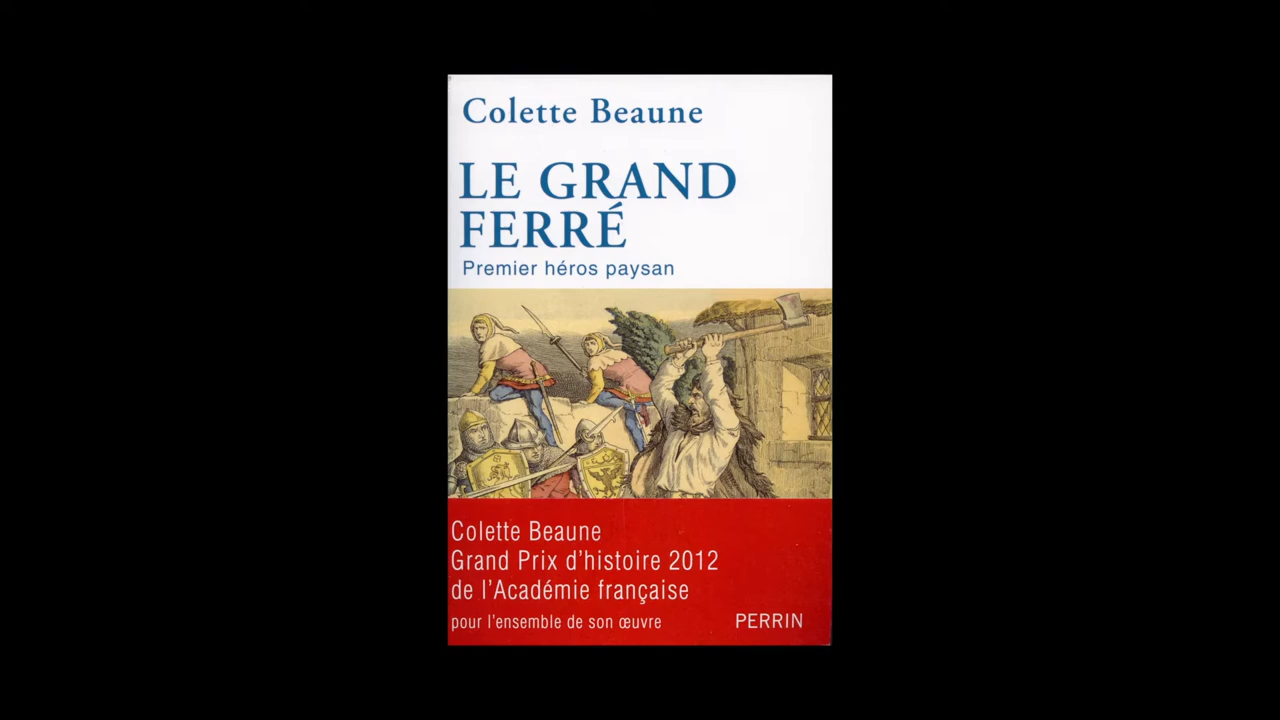 Colette Beaune
LE GRAND
FERRÉ
Premier héros paysan
Colette Beaune
Grand Prix d'histoire 2012
de l'Académie française
pour l'ensemble de son œuvre
PERRIN